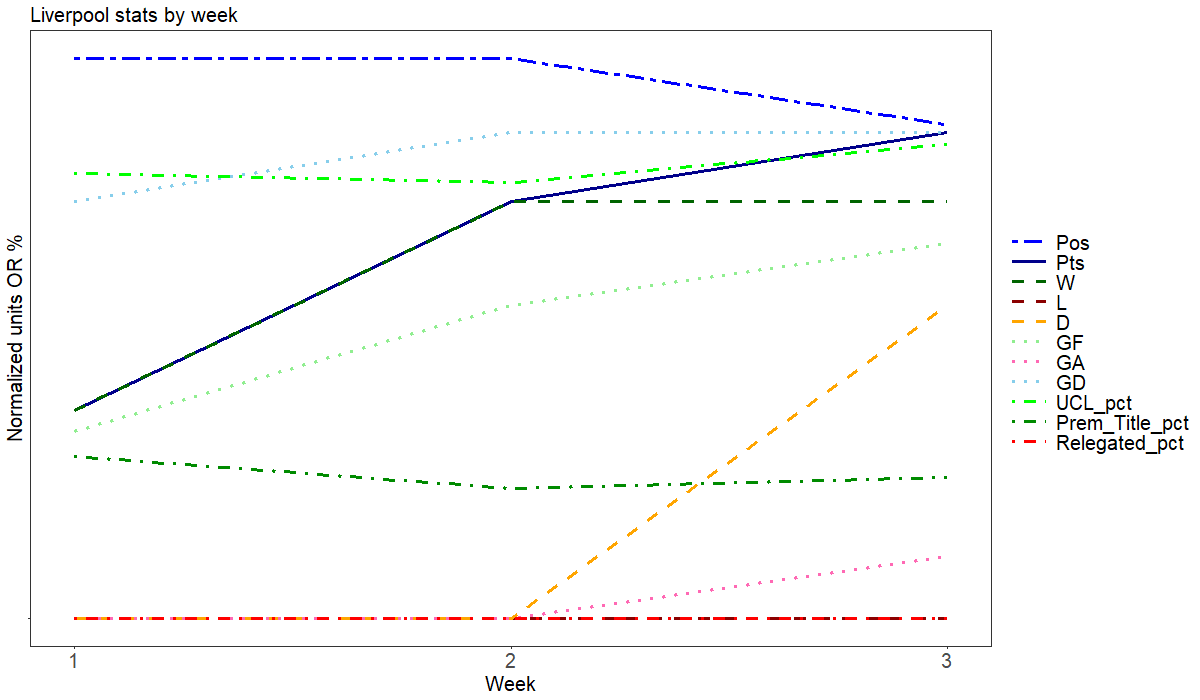 Liverpool stats by week
Normalized units OR %
Pos
Pts
W
L
D
GF
GA
GD
UCL_pct
Prem_Title_pct
Relegated_pct
1 2 3
Week